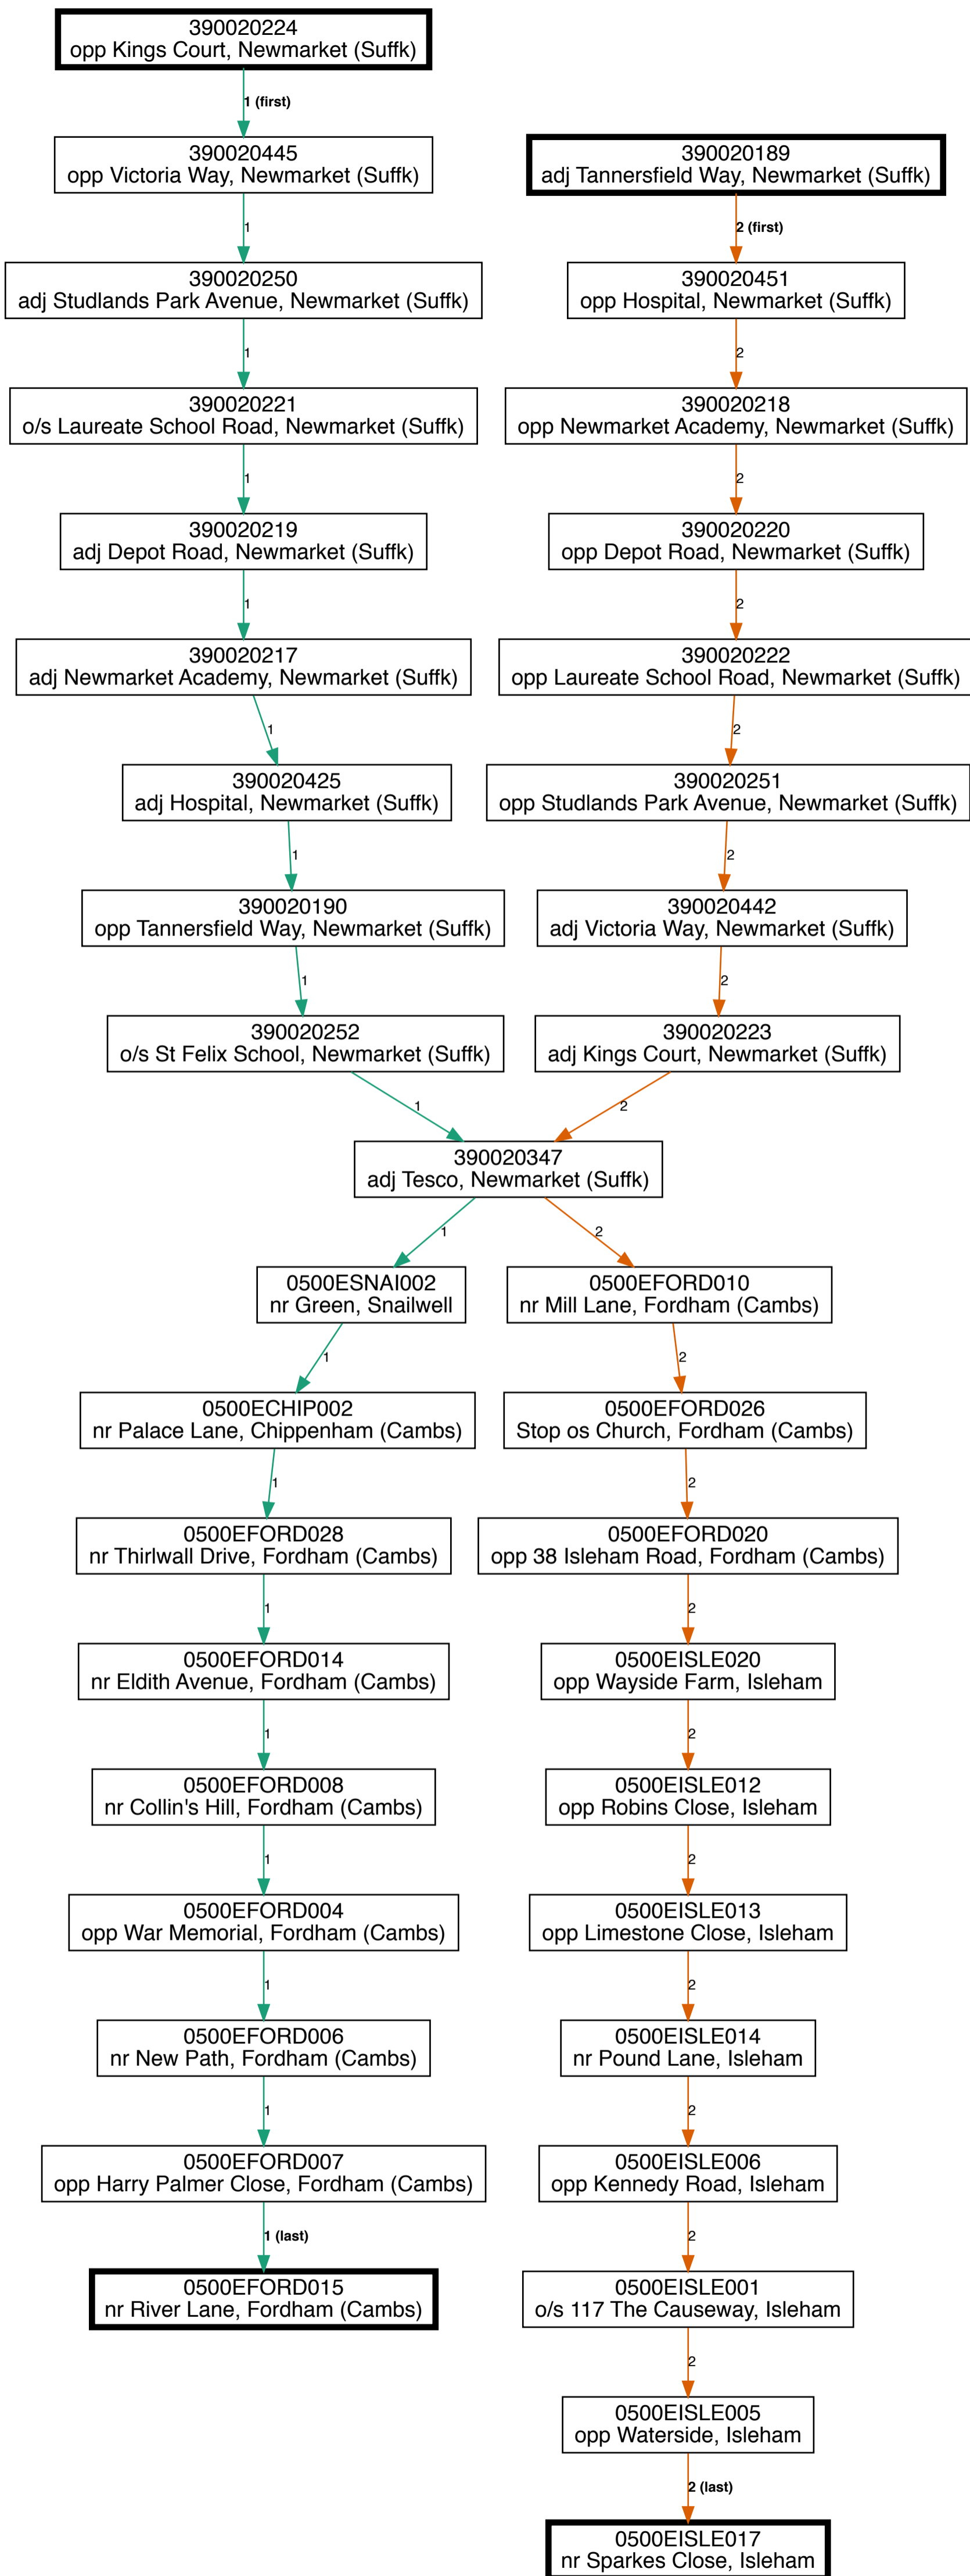 390020224
opp Kings Court, Newmarket (Suffk)
1 (first)
390020445
opp Victoria Way, Newmarket (Suffk)
390020189
adj Tannersfield Way, Newmarket (Suffk)
1
2 (first)
390020250
adj Studlands Park Avenue, Newmarket (Suffk)
390020451
opp Hospital, Newmarket (Suffk)
1
2
390020221
o/s Laureate School Road, Newmarket (Suffk)
390020218
opp Newmarket Academy, Newmarket (Suffk)
1
2
390020219
adj Depot Road, Newmarket (Suffk)
390020220
opp Depot Road, Newmarket (Suffk)
1
2
390020217
adj Newmarket Academy, Newmarket (Suffk)
390020222
opp Laureate School Road, Newmarket (Suffk)
1
2
390020425
adj Hospital, Newmarket (Suffk)
390020251
opp Studlands Park Avenue, Newmarket (Suffk)
1
2
390020190
opp Tannersfield Way, Newmarket (Suffk)
390020442
adj Victoria Way, Newmarket (Suffk)
1
2
390020252
o/s St Felix School, Newmarket (Suffk)
390020223
adj Kings Court, Newmarket (Suffk)
1
2
390020347
adj Tesco, Newmarket (Suffk)
1
2
0500ESNAI002
nr Green, Snailwell
0500EFORD010
nr Mill Lane, Fordham (Cambs)
1
2
0500ECHIP002
nr Palace Lane, Chippenham (Cambs)
0500EFORD026
Stop os Church, Fordham (Cambs)
1
2
0500EFORD028
nr Thirlwall Drive, Fordham (Cambs)
0500EFORD020
opp 38 Isleham Road, Fordham (Cambs)
1
2
0500EFORD014
nr Eldith Avenue, Fordham (Cambs)
0500EISLE020
opp Wayside Farm, Isleham
1
2
0500EFORD008
nr Collin's Hill, Fordham (Cambs)
0500EISLE012
opp Robins Close, Isleham
1
2
0500EFORD004
opp War Memorial, Fordham (Cambs)
0500EISLE013
opp Limestone Close, Isleham
1
2
0500EFORD006
nr New Path, Fordham (Cambs)
0500EISLE014
nr Pound Lane, Isleham
1
2
0500EFORD007
opp Harry Palmer Close, Fordham (Cambs)
0500EISLE006
opp Kennedy Road, Isleham
1 (last)
2
0500EFORD015
nr River Lane, Fordham (Cambs)
0500EISLE001
o/s 117 The Causeway, Isleham
2
0500EISLE005
opp Waterside, Isleham
2 (last)
0500EISLE017
nr Sparkes Close, Isleham